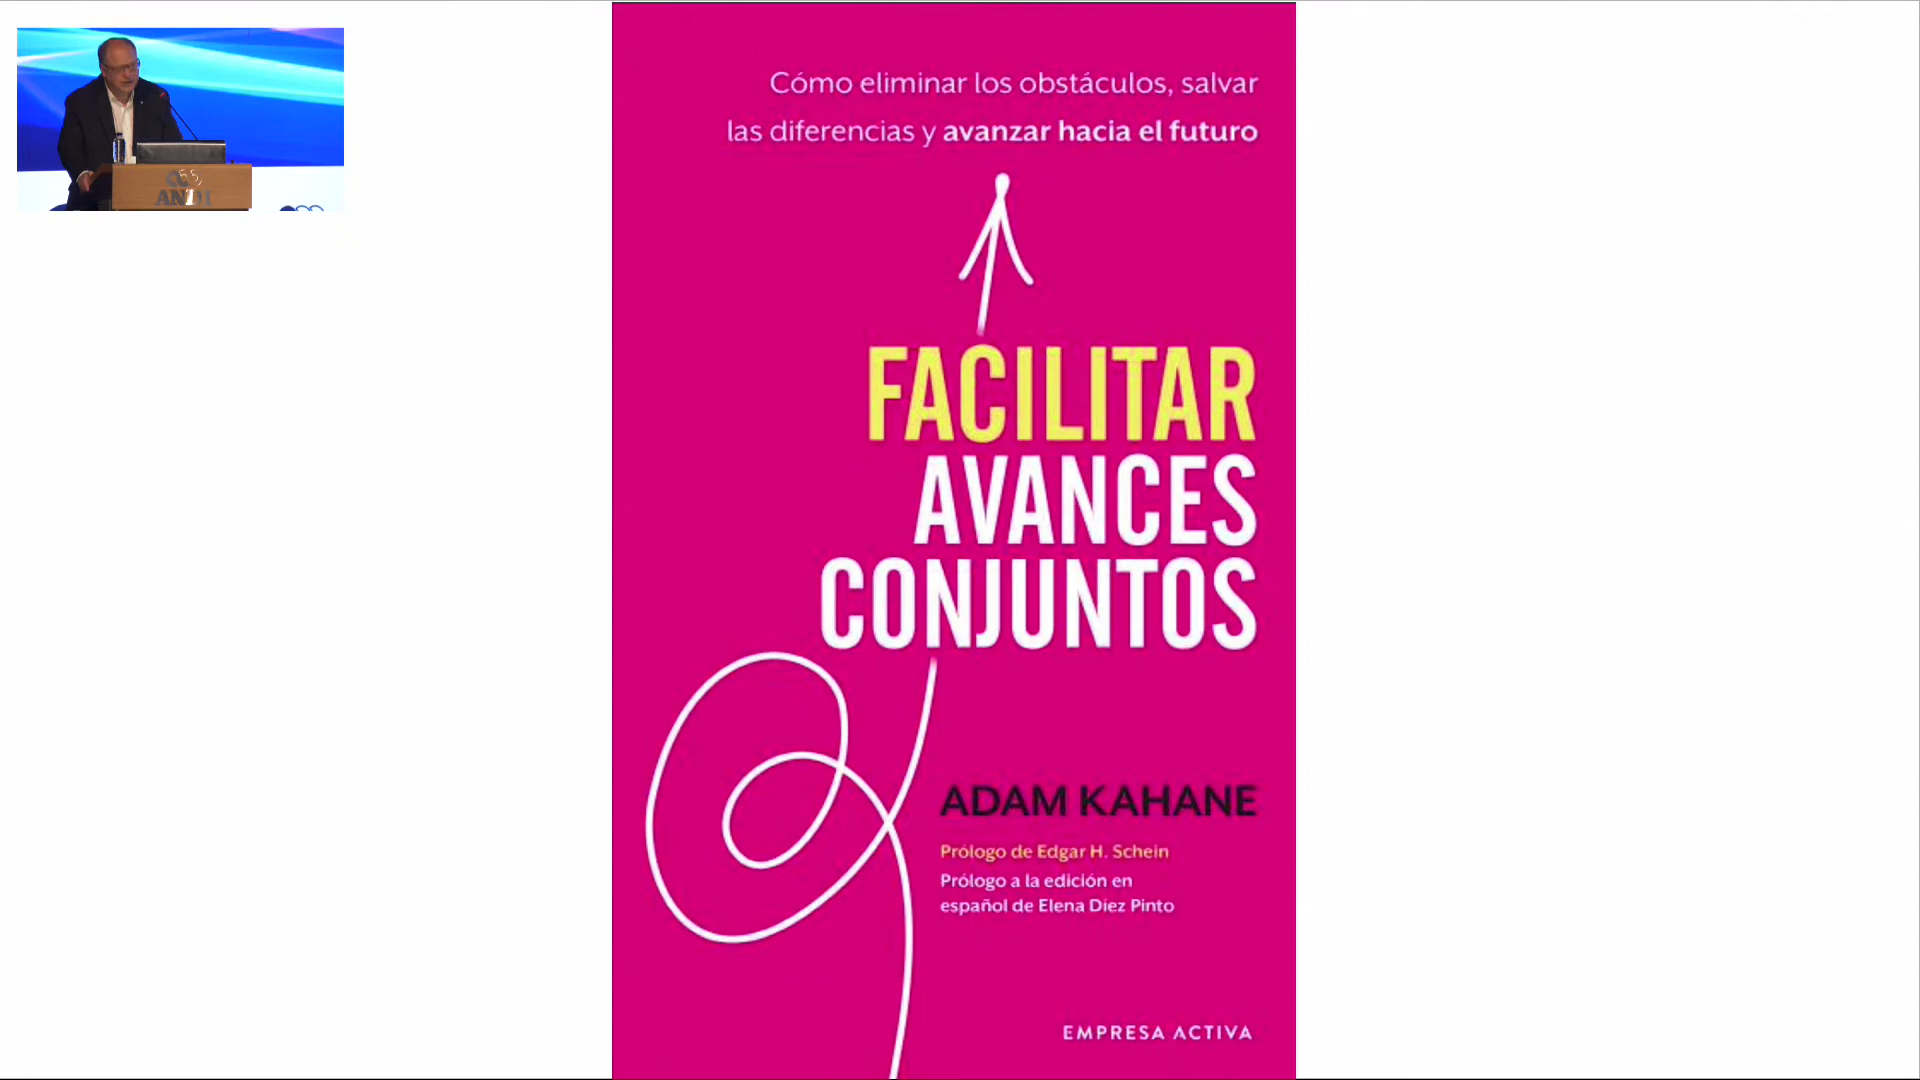 Cómo eliminar los obstáculos, salvar
las diferencias y avanzar hacia el futuro
FACILITAR
AVANCES
CONJUNTOS
ADAM KAHANE
Prólogo de Edgar H. Schein
Prólogo a la edición en
español de Elena Díez Pinto
EMPRESA ACTIVA
ANDI